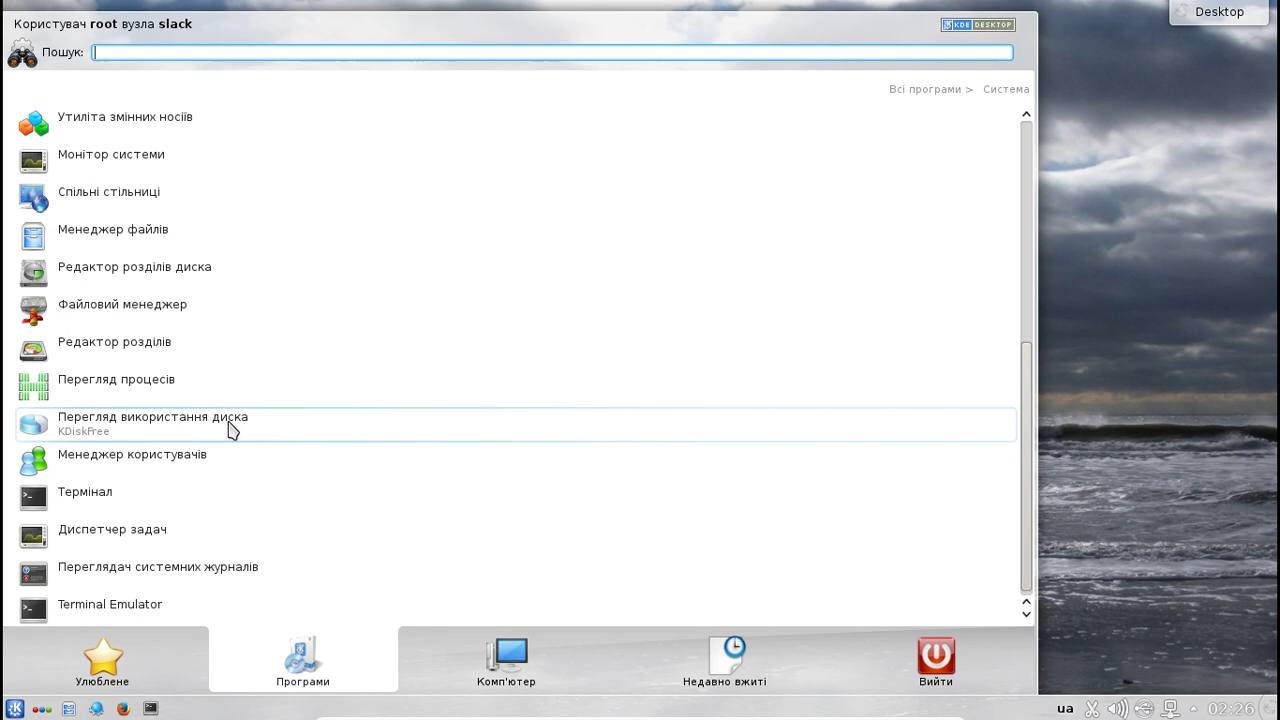 Користувач root вузла slack
KDE DESKTOP
Desktop
Пошук:
Всі програми > Система
Утиліта змінних носіїв
Монітор системи
Спільні стільниці
Менеджер файлів
Редактор розділів диска
Файловий менеджер
Редактор розділів
Перегляд процесів
Перегляд використання диска
KDiskFree
Менеджер користувачів
Термінал
Диспетчер задач
Переглядач системних журналів
Terminal Emulator
Улюблене
Програми
Комп'ютер
Недавно вжиті
Вийти
ua
02:26